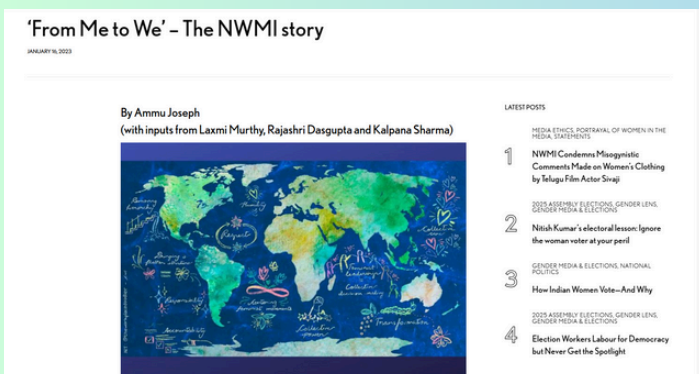 ‘From Me to We’ – The NWMI story
JANUARY 16, 2023
By Ammu Joseph
(with inputs from Laxmi Murthy, Rajashri Dasgupta and Kalpana Sharma)
Respect
Reciprocity
Accountability
Collective
power
Transformation
LATEST POSTS
MEDIA ETHICS, PORTRAYAL OF WOMEN IN THE
MEDIA, STATEMENTS
1
NWMI Condemns Misogynistic
Comments Made on Women’s Clothing
by Telugu Film Actor Sivaji
2025 ASSEMBLY ELECTIONS, GENDER LENS,
GENDER MEDIA & ELECTIONS
2
Nitish Kumar’s electoral lesson: Ignore
the woman voter at your peril
GENDER MEDIA & ELECTIONS, NATIONAL
POLITICS
3
How Indian Women Vote—And Why
2025 ASSEMBLY ELECTIONS, GENDER LENS,
GENDER MEDIA & ELECTIONS
4
Election Workers Labour for Democracy
but Never Get the Spotlight